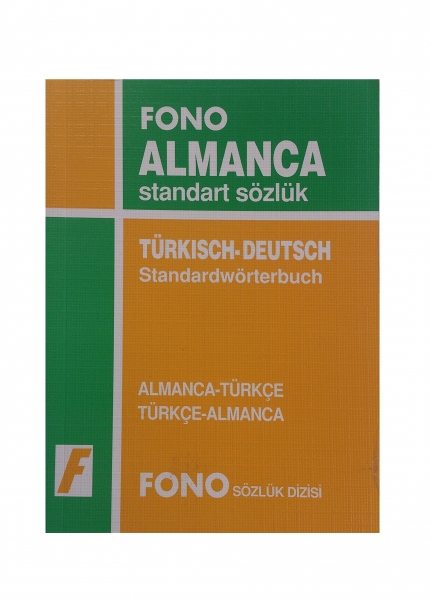 FONO
ALMANCA
standart sözlük
TÜRKISCH-DEUTSCH
Standardwörterbuch
ALMANCA-TÜRKÇE
TÜRKÇE-ALMANCA
F
FONO SÖZLÜK DİZİSİ